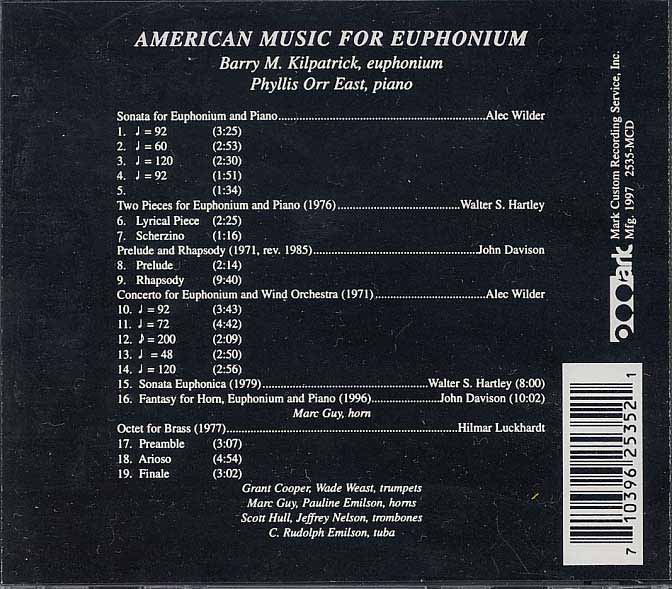 AMERICAN MUSIC FOR EUPHONIUM
Barry M. Kilpatrick, euphonium
Phyllis Orr East, piano
Sonata for Euphonium and Piano........................................................Alec Wilder
1. ♩ = 92 (3:25)
2. ♩ = 60 (2:53)
3. ♩ = 120 (2:30)
4. ♩ = 92 (1:51)
5. (1:34)
Two Pieces for Euphonium and Piano (1976)..............................Walter S. Hartley
6. Lyrical Piece (2:25)
7. Scherzino (1:16)
Prelude and Rhapsody (1971, rev. 1985)........................................John Davison
8. Prelude (2:14)
9. Rhapsody (9:40)
Concerto for Euphonium and Wind Orchestra (1971)...........................Alec Wilder
10. ♩ = 92 (3:43)
11. ♩ = 72 (4:42)
12. ♪ = 200 (2:09)
13. ♩ = 48 (2:50)
14. ♩ = 120 (2:56)
15. Sonata Euphonica (1979)........................................Walter S. Hartley (8:00)
16. Fantasy for Horn, Euphonium and Piano (1996)................John Davison (10:02)
Marc Guy, horn
Octet for Brass (1977)..........................................................Hilmar Luckhardt
17. Preamble (3:07)
18. Arioso (4:54)
19. Finale (3:02)
Grant Cooper, Wade Weast, trumpets
Marc Guy, Pauline Emilson, horns
Scott Hull, Jeffrey Nelson, trombones
C. Rudolph Emilson, tuba
mark
Mark Custom Recording Service, Inc.
Mfg. 1997 2535-MCD
7 10396 25352 1